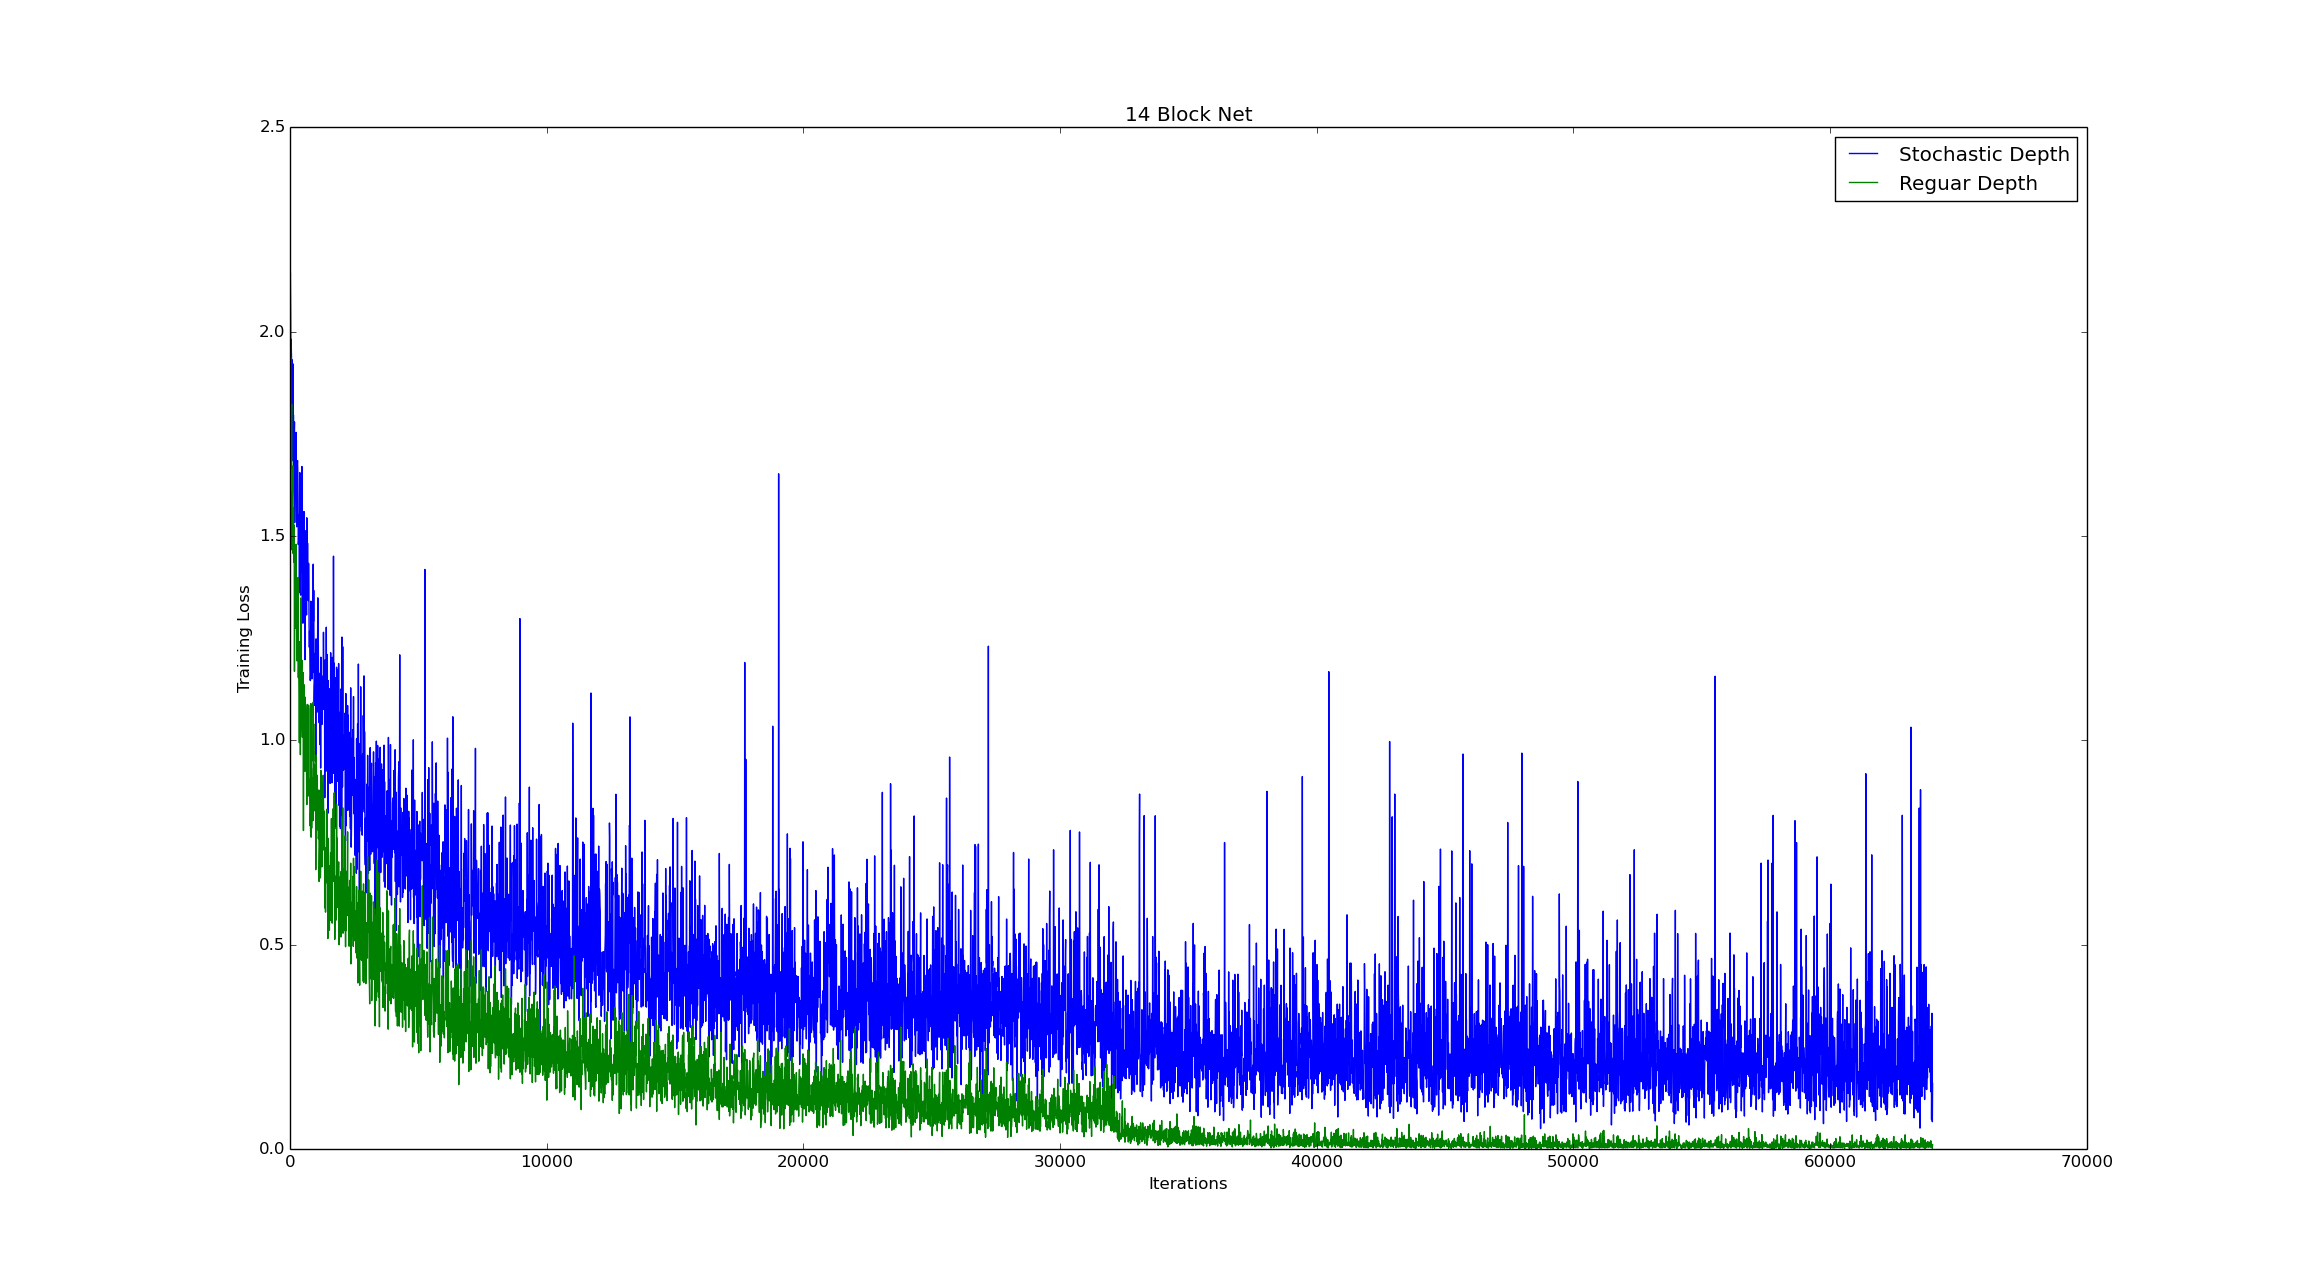 14 Block Net
2.5
Stochastic Depth
Reguar Depth
2.0
1.5
Training Loss
1.0
0.5
0.0
0 10000 20000 30000 40000 50000 60000 70000
Iterations